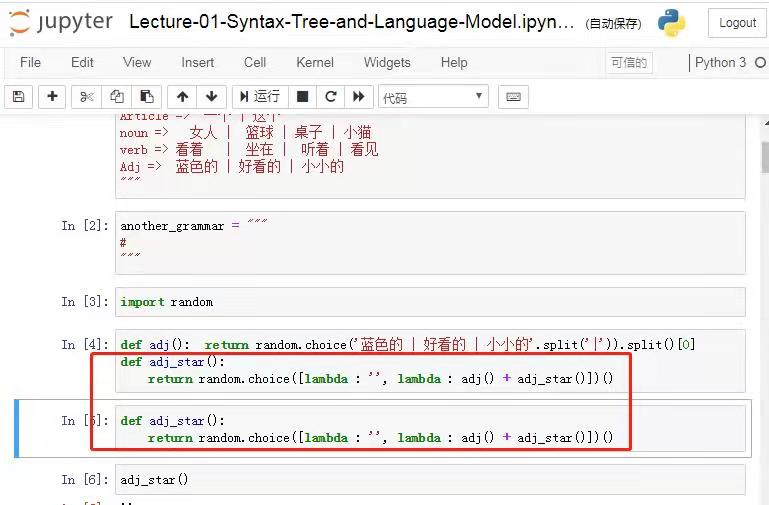 jupyter Lecture-01-Syntax-Tree-and-Language-Model.ipyn... (自动保存) Logout
File Edit View Insert Cell Kernel Widgets Help 可信的 Python 3
运行 代码
Article => 一个 | 这个
noun => 女人 | 篮球 | 桌子 | 小猫
verb => 看着 | 坐在 | 听着 | 看见
Adj => 蓝色的 | 好看的 | 小小的
"""
In [2]: another_grammar = """
#
"""
In [3]: import random
In [4]: def adj(): return random.choice('蓝色的 | 好看的 | 小小的'.split('|')).split()[0]
def adj_star():
return random.choice([lambda : '', lambda : adj() + adj_star()])()
In [5]: def adj_star():
return random.choice([lambda : '', lambda : adj() + adj_star()])()
In [6]: adj_star()